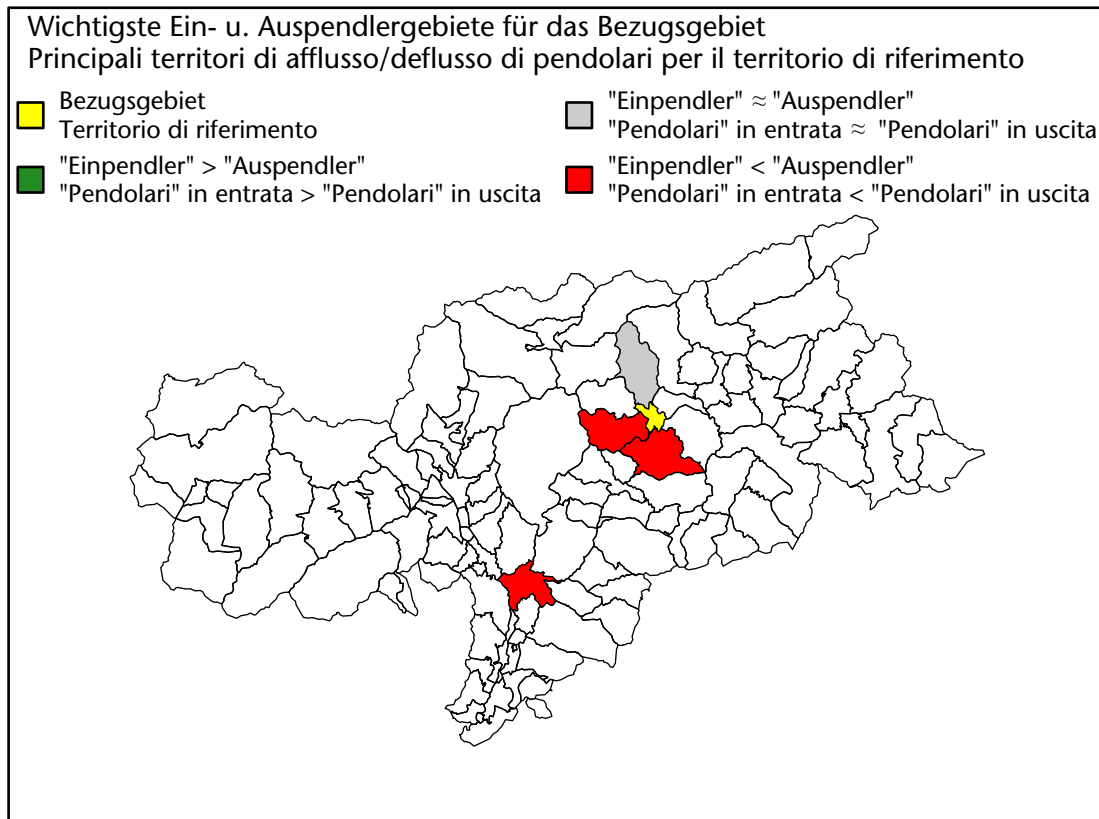 Wichtigste Ein- u. Auspendlergebiete für das Bezugsgebiet
Principali territori di afflusso/deflusso di pendolari per il territorio di riferimento
Bezugsgebiet
Territorio di riferimento
"Einpendler" > "Auspendler"
"Pendolari" in entrata > "Pendolari" in uscita
"Einpendler" ≈ "Auspendler"
"Pendolari" in entrata ≈ "Pendolari" in uscita
"Einpendler" < "Auspendler"
"Pendolari" in entrata < "Pendolari" in uscita